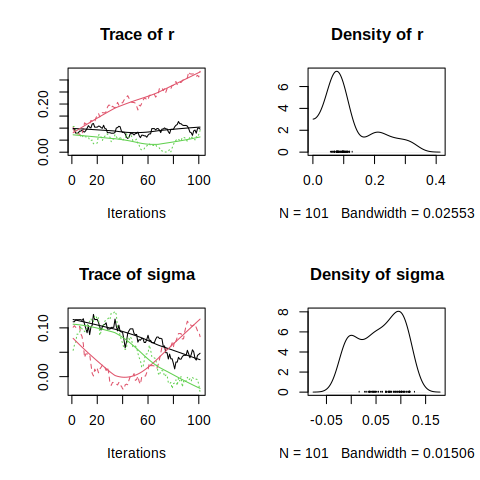 Trace of r
0.00 0.20
0 20 60 100
Iterations
Density of r
0 2 4 6
0.0 0.2 0.4
N = 101 Bandwidth = 0.02553
Trace of sigma
0.00 0.10
0 20 60 100
Iterations
Density of sigma
0 2 4 6 8
-0.05 0.05 0.15
N = 101 Bandwidth = 0.01506